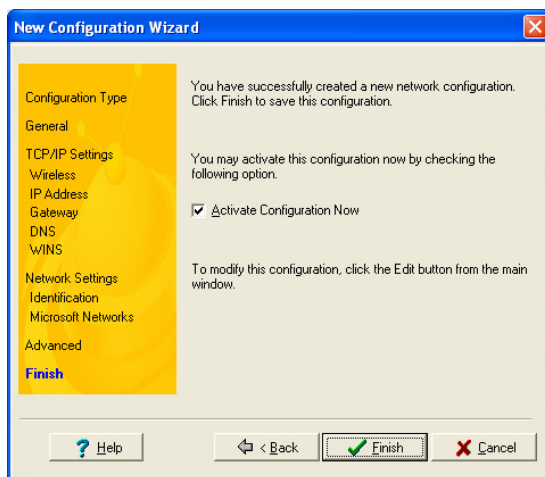 New Configuration Wizard
Configuration Type
General
TCP/IP Settings
Wireless
IP Address
Gateway
DNS
WINS
Network Settings
Identification
Microsoft Networks
Advanced
Finish
You have successfully created a new network configuration.
Click Finish to save this configuration.
You may activate this configuration now by checking the
following option.
Activate Configuration Now
To modify this configuration, click the Edit button from the main
window.
? Help
< Back
Finish
Cancel